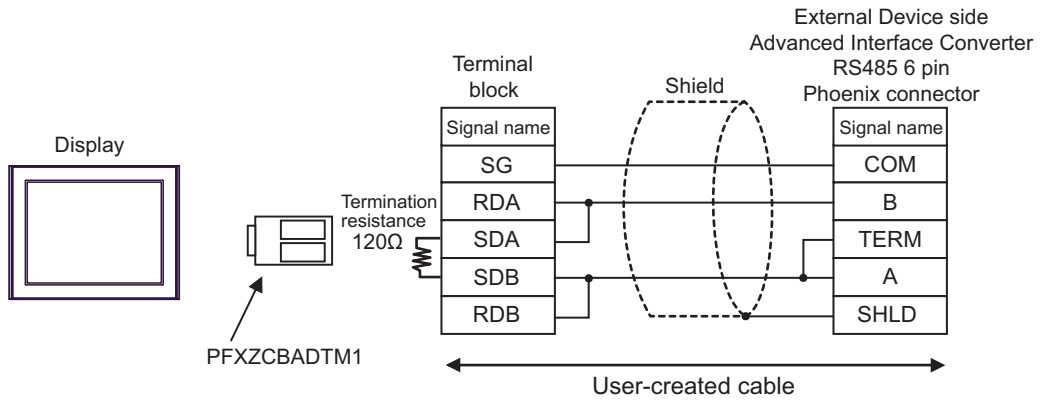 External Device side
Advanced Interface Converter
RS485 6 pin
Phoenix connector
Terminal
block
Shield
Signal name
Signal name
Display
SG
COM
Termination
resistance
120Ω
RDA
B
SDA
TERM
SDB
A
RDB
SHLD
PFXZCBADTM1
User-created cable